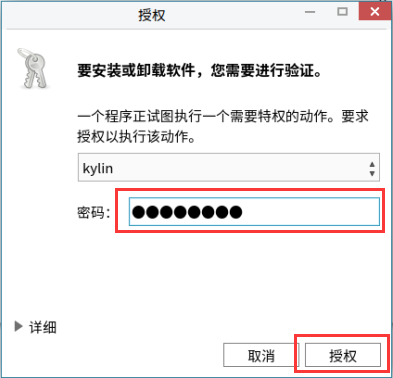 授权
要安装或卸载软件，您需要进行验证。
一个程序正试图执行一个需要特权的动作。要求
授权以执行该动作。
kylin
密码：●●●●●●●●
详细
取消 授权